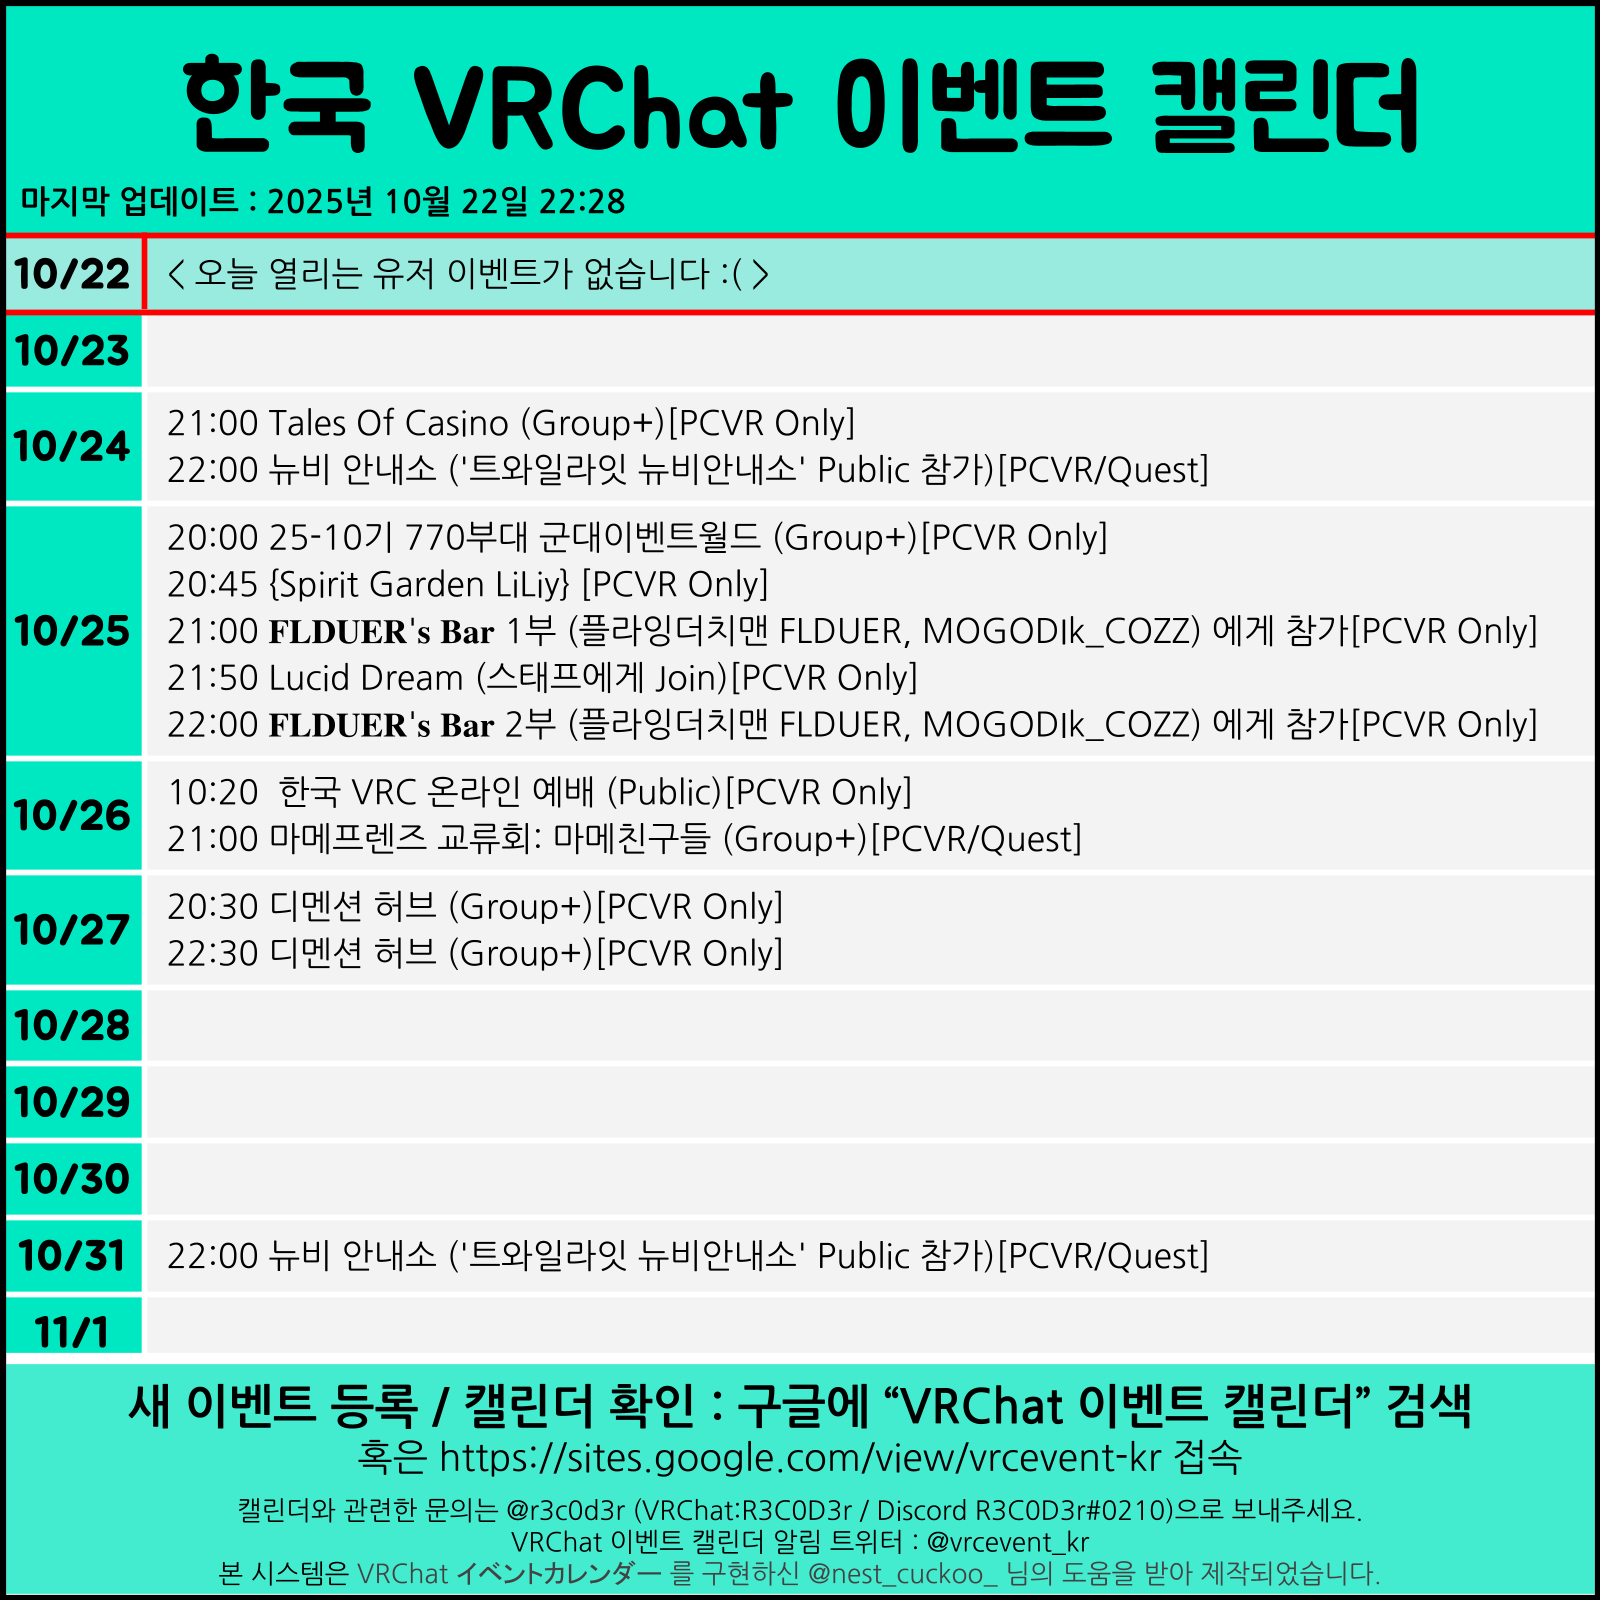 한국 VRChat 이벤트 캘린더
마지막 업데이트 : 2025년 10월 22일 22:28
10/22 < 오늘 열리는 유저 이벤트가 없습니다 :( >
10/23
10/24
21:00 Tales Of Casino (Group+)[PCVR Only]
22:00 뉴비 안내소 ('트와일라잇 뉴비안내소' Public 참가)[PCVR/Quest]
10/25
20:00 25-10기 770부대 군대이벤트월드 (Group+)[PCVR Only]
20:45 {Spirit Garden LiLiy} [PCVR Only]
21:00 𝐅𝐋𝐃𝐔𝐄𝐑'𝐬 𝐁𝐚𝐫 1부 (플라잉더치맨 FLDUER, MOGODIk_COZZ) 에게 참가[PCVR Only]
21:50 Lucid Dream (스태프에게 Join)[PCVR Only]
22:00 𝐅𝐋𝐃𝐔𝐄𝐑'𝐬 𝐁𝐚𝐫 2부 (플라잉더치맨 FLDUER, MOGODIk_COZZ) 에게 참가[PCVR Only]
10/26
10:20  한국 VRC 온라인 예배 (Public)[PCVR Only]
21:00 마메프렌즈 교류회: 마메친구들 (Group+)[PCVR/Quest]
10/27
20:30 디멘션 허브 (Group+)[PCVR Only]
22:30 디멘션 허브 (Group+)[PCVR Only]
10/28
10/29
10/30
10/31 22:00 뉴비 안내소 ('트와일라잇 뉴비안내소' Public 참가)[PCVR/Quest]
11/1
새 이벤트 등록 / 캘린더 확인 : 구글에 “VRChat 이벤트 캘린더” 검색
혹은 https://sites.google.com/view/vrcevent-kr 접속
캘린더와 관련한 문의는 @r3c0d3r (VRChat:R3C0D3r / Discord R3C0D3r#0210)으로 보내주세요.
VRChat 이벤트 캘린더 알림 트위터 : @vrcevent_kr
본 시스템은 VRChat イベントカレンダー 를 구현하신 @nest_cuckoo_ 님의 도움을 받아 제작되었습니다.